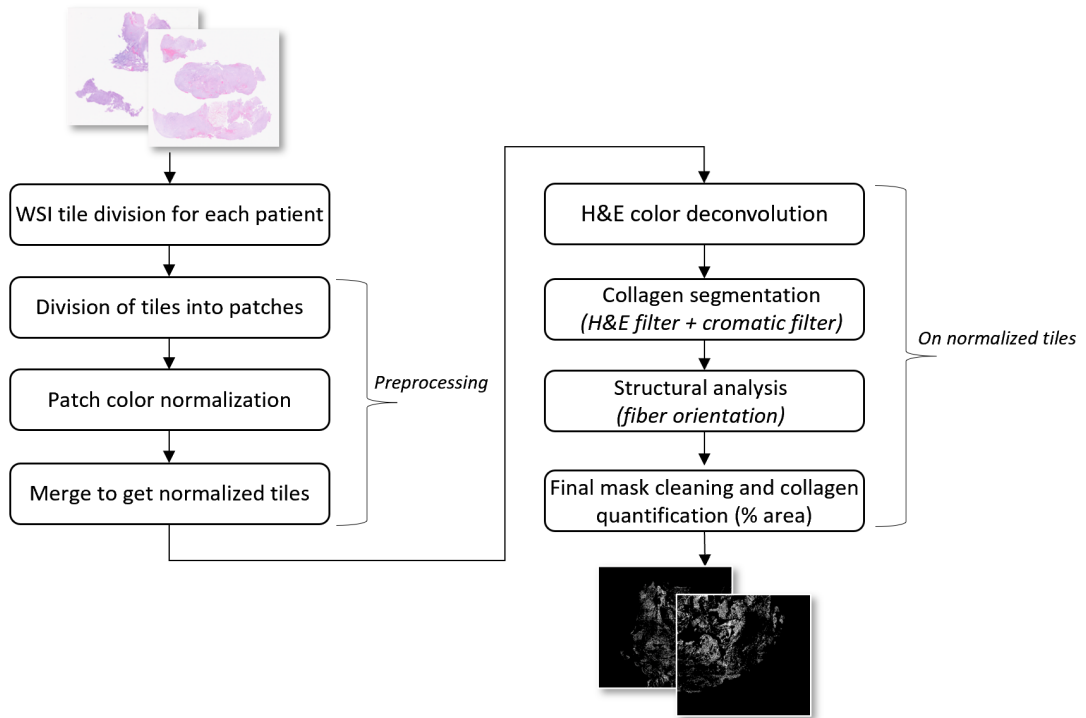 WSI tile division for each patient
Division of tiles into patches
Patch color normalization
Merge to get normalized tiles
Preprocessing
H&E color deconvolution
Collagen segmentation
(H&E filter + cromatic filter)
Structural analysis
(fiber orientation)
Final mask cleaning and collagen
quantification (% area)
On normalized tiles